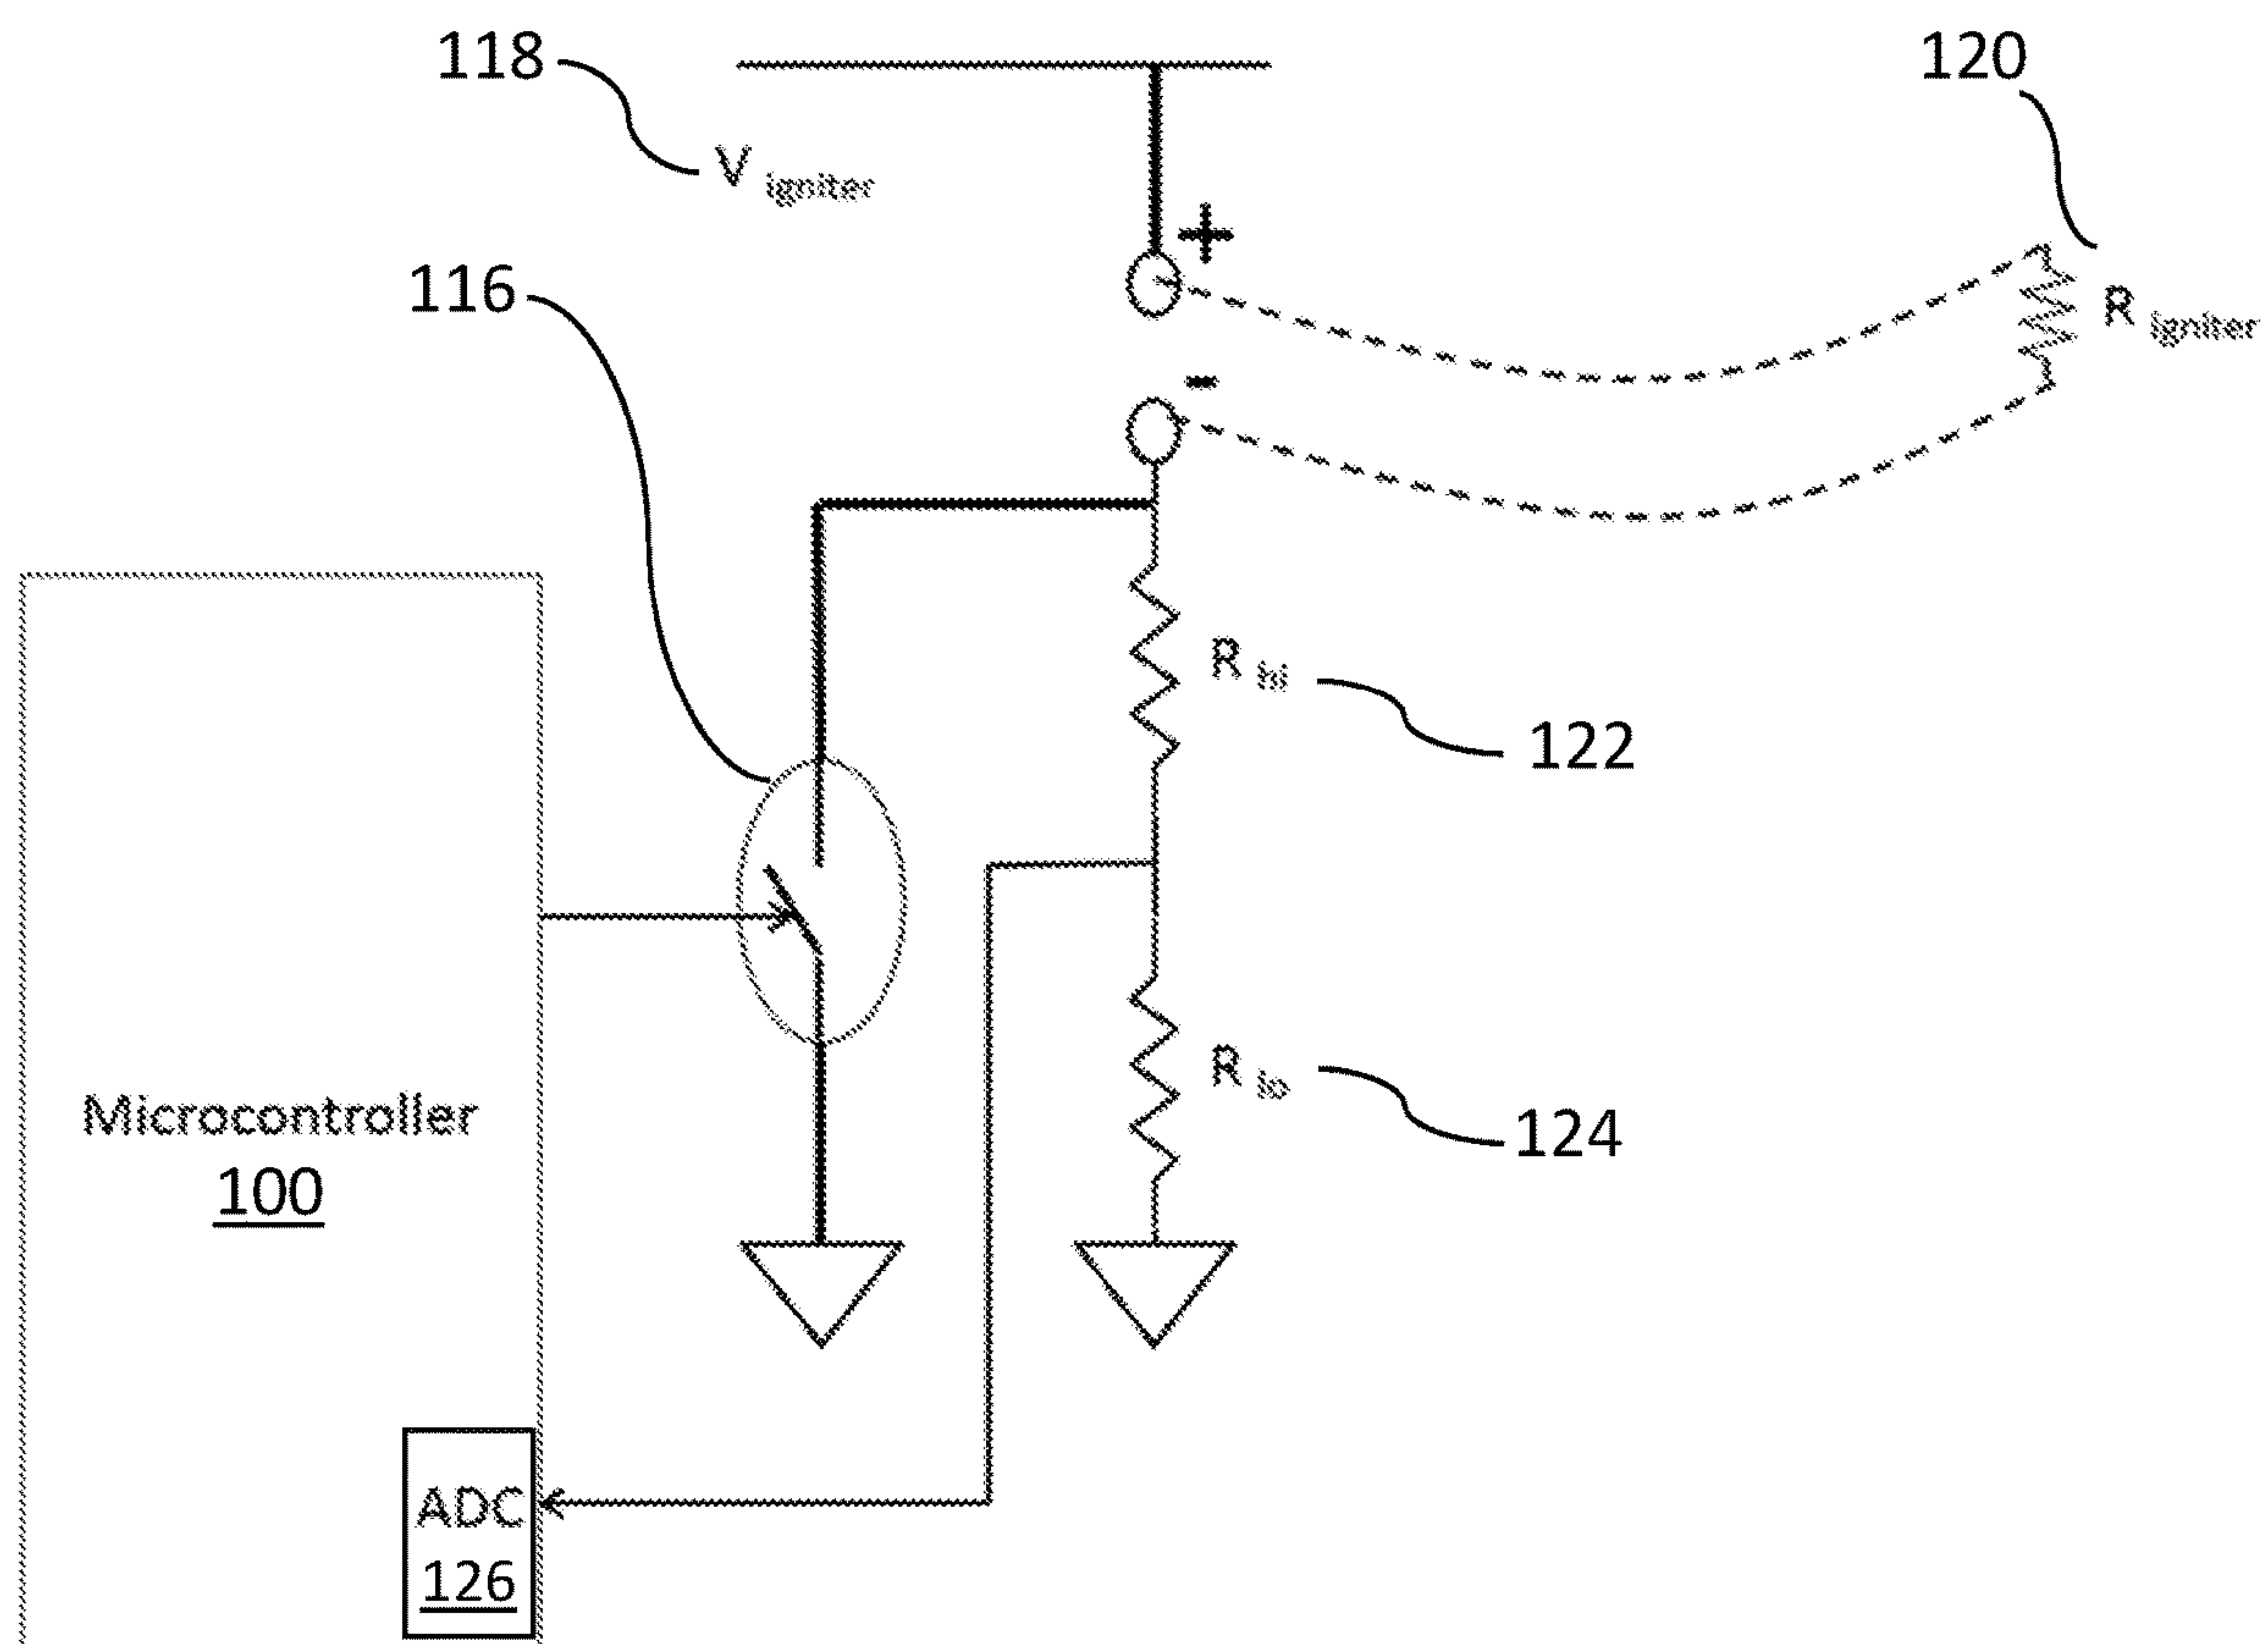 118
120
V igniter
+
116
R igniter
-
R hi
122
R lo
124
Microcontroller
100
ADC
126